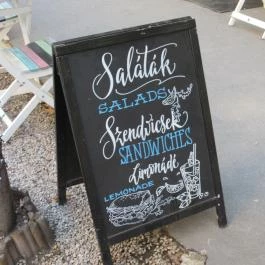 Saláták
SALADS
Szendvicsek
SANDWICHES
limonádé
LEMONADE